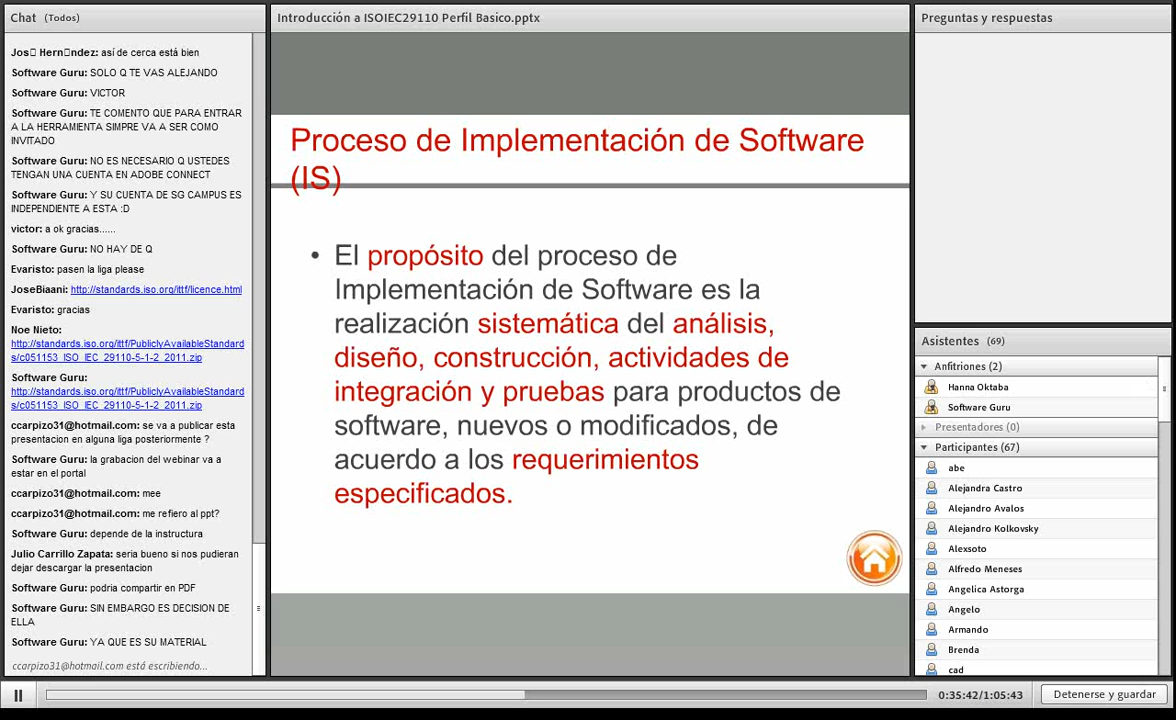 Chat (Todos)
Jos Hern ndez: así de cerca está bien
Software Guru: SOLO Q TE VAS ALEJANDO
Software Guru: VICTOR
Software Guru: TE COMENTO QUE PARA ENTRAR
A LA HERRAMIENTA SIMPRE VA A SER COMO
INVITADO
Software Guru: NO ES NECESARIO Q USTEDES
TENGAN UNA CUENTA EN ADOBE CONNECT
Software Guru: Y SU CUENTA DE SG CAMPUS ES
INDEPENDIENTE A ESTA :D
victor: a ok gracias......
Software Guru: NO HAY DE Q
Evaristo: pasen la liga please
JoseBiaani: http://standards.iso.org/ittf/licence.html
Evaristo: gracias
Noe Nieto:
http://standards.iso.org/ittf/PubliclyAvailableStandard
s/c051153_ISO_IEC_29110-5-1-2_2011.zip
Software Guru:
http://standards.iso.org/ittf/PubliclyAvailableStandard
s/c051153_ISO_IEC_29110-5-1-2_2011.zip
ccarpizo31@hotmail.com: se va a publicar esta
presentacion en alguna liga posteriormente ?
Software Guru: la grabacion del webinar va a
estar en el portal
ccarpizo31@hotmail.com: mee
ccarpizo31@hotmail.com: me refiero al ppt?
Software Guru: depende de la instructura
Julio Carrillo Zapata: seria bueno si nos pudieran
dejar descargar la presentacion
Software Guru: podria compartir en PDF
Software Guru: SIN EMBARGO ES DECISION DE
ELLA
Software Guru: YA QUE ES SU MATERIAL
ccarpizo31@hotmail.com está escribiendo...
Introducción a ISOIEC29110 Perfil Basico.pptx
Proceso de Implementación de Software
(IS)
• El propósito del proceso de
Implementación de Software es la
realización sistemática del análisis,
diseño, construcción, actividades de
integración y pruebas para productos de
software, nuevos o modificados, de
acuerdo a los requerimientos
especificados.
Preguntas y respuestas
Asistentes (69)
Anfitriones (2)
Hanna Oktaba
Software Guru
Presentadores (0)
Participantes (67)
abe
Alejandra Castro
Alejandro Avalos
Alejandro Kolkovsky
Alexsoto
Alfredo Meneses
Angelica Astorga
Angelo
Armando
Brenda
cad
0:35:42/1:05:43
Detenerse y guardar